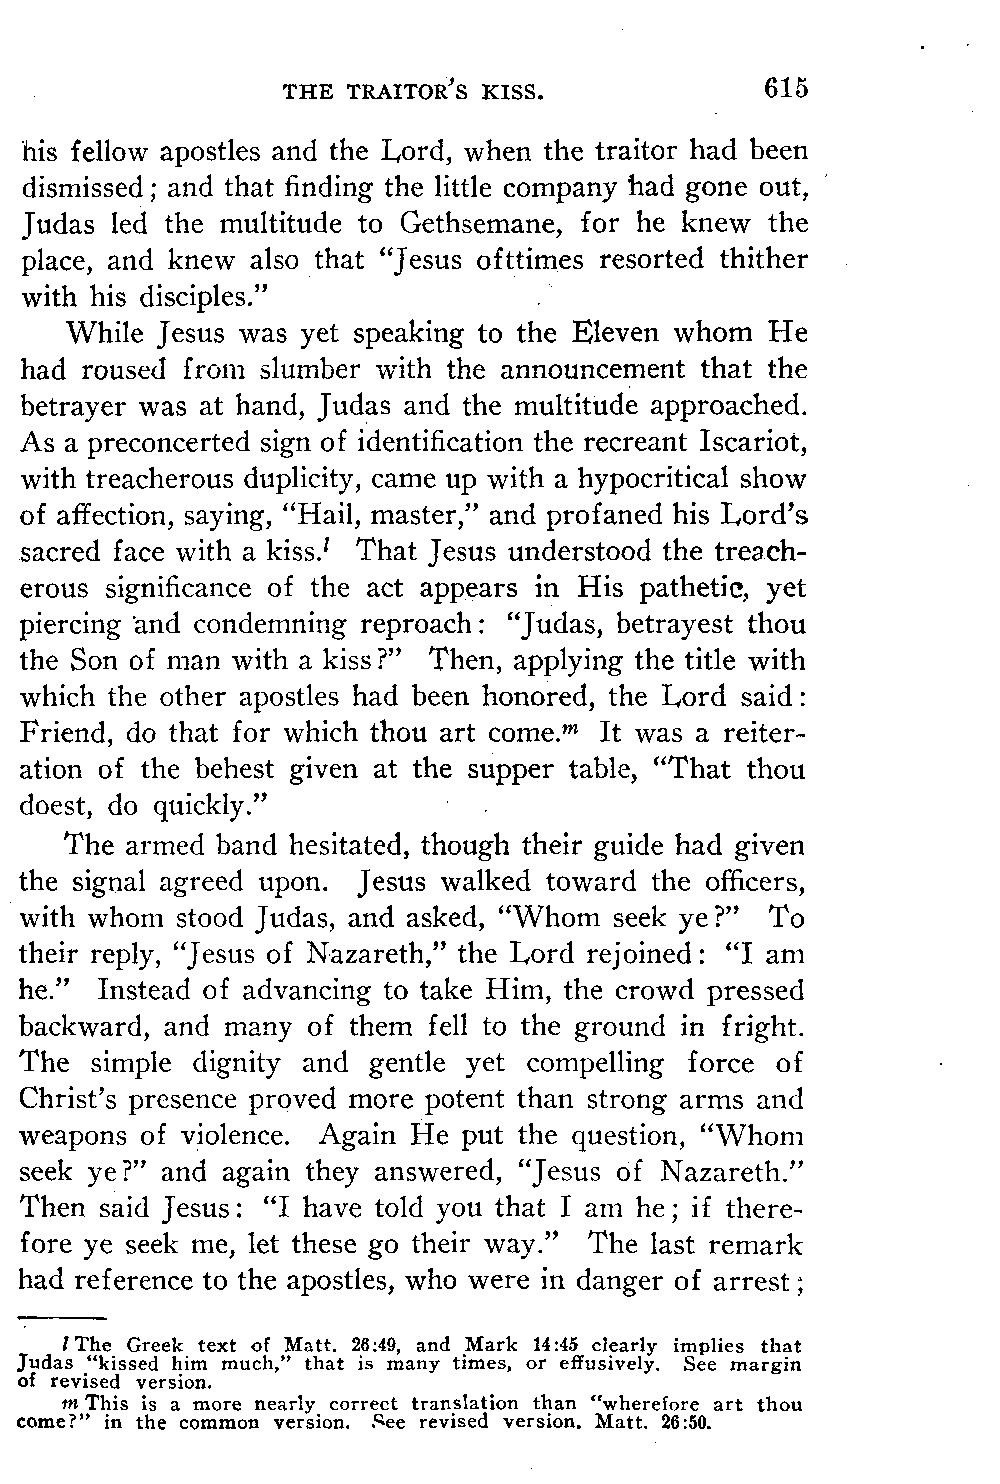 THE TRAITOR'S KISS. 615
his fellow apostles and the Lord, when the traitor had been
dismissed; and that finding the little company had gone out,
Judas led the multitude to Gethsemane, for he knew the
place, and knew also that “Jesus ofttimes resorted thither
with his disciples.”
While Jesus was yet speaking to the Eleven whom He
had roused from slumber with the announcement that the
betrayer was at hand, Judas and the multitude approached.
As a preconcerted sign of identification the recreant Iscariot,
with treacherous duplicity, came up with a hypocritical show
of affection, saying, “Hail, master,” and profaned his Lord's
sacred face with a kiss.l That Jesus understood the treach-
erous significance of the act appears in His pathetic, yet
piercing and condemning reproach: “Judas, betrayest thou
the Son of man with a kiss?” Then, applying the title with
which the other apostles had been honored, the Lord said:
Friend, do that for which thou art come.m It was a reiter-
ation of the behest given at the supper table, “That thou
doest, do quickly.”
The armed band hesitated, though their guide had given
the signal agreed upon. Jesus walked toward the officers,
with whom stood Judas, and asked, “Whom seek ye?” To
their reply, “Jesus of Nazareth,” the Lord rejoined: “I am
he.” Instead of advancing to take Him, the crowd pressed
backward, and many of them fell to the ground in fright.
The simple dignity and gentle yet compelling force of
Christ's presence proved more potent than strong arms and
weapons of violence. Again He put the question, “Whom
seek ye?” and again they answered, “Jesus of Nazareth.”
Then said Jesus: “I have told you that I am he; if there-
fore ye seek me, let these go their way.” The last remark
had reference to the apostles, who were in danger of arrest;
l The Greek text of Matt. 26:49, and Mark 14:45 clearly implies that
Judas “kissed him much,” that is many times, or effusively. See margin
of revised version.
m This is a more nearly correct translation than “wherefore art thou
come?” in the common version. See revised version, Matt. 26:50.